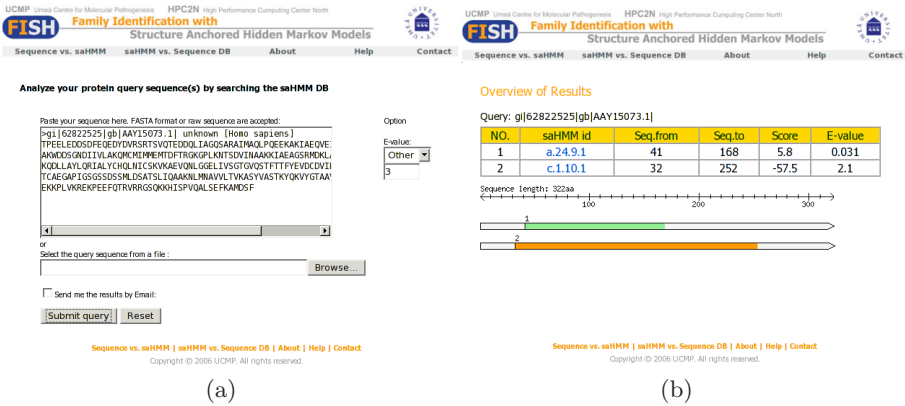 UCMP Umeå Centre for Molecular Pathogenesis HPC2N High Performance Computing Center North
FISH
Family Identification with
Structure Anchored Hidden Markov Models
Sequence vs. saHMM saHMM vs. Sequence DB About Help Contact
Analyze your protein query sequence(s) by searching the saHMM DB
Paste your sequence here. FASTA format or raw sequence are accepted:
>gi|62822525|gb|AAY15073.1| unknown [Homo sapiens]
TPEELEDDSDFEQEDYDVRSRTSVQTEDDQLIAGQSARAIMAQLPQEEKAKIAEQVE
AKWDDSGNDIIVLAKQMCMIMMEMTDFTRGKGPLKNTSDVINAAKKIAEAGSRMDKL
KQDLLAYLQRIALYCHQLNICSKVKAEVQNLGGELIVSGTGVQSTFTTFYEVDCDVI
TCAEGAPIGSGSSDSSMLDSATSLIQAAKNLMNAVVLTVKASYVASTKYQKVYGTAA
EKKPLVKREKPEEFQTRVRRGSQKKHISPVQALSEFKAMDSF
Option
E-value:
Other
3
or
Select the query sequence from a file :
Browse...
Send me the results by Email:
Submit query Reset
Sequence vs. saHMM | saHMM vs. Sequence DB | About | Help | Contact
Copyright © 2006 UCMP. All rights reserved.
(a)
UCMP Umeå Centre for Molecular Pathogenesis HPC2N High Performance Computing Center North
FISH
Family Identification with
Structure Anchored Hidden Markov Models
Sequence vs. saHMM saHMM vs. Sequence DB About Help Contact
Overview of Results
Query: gi|62822525|gb|AAY15073.1|
NO. saHMM id Seq.from Seq.to Score E-value
1 a.24.9.1 41 168 5.8 0.031
2 c.1.10.1 32 252 -57.5 2.1
Sequence length: 322aa
100 200 300
1
2
Sequence vs. saHMM | saHMM vs. Sequence DB | About | Help | Contact
Copyright © 2006 UCMP. All rights reserved.
(b)